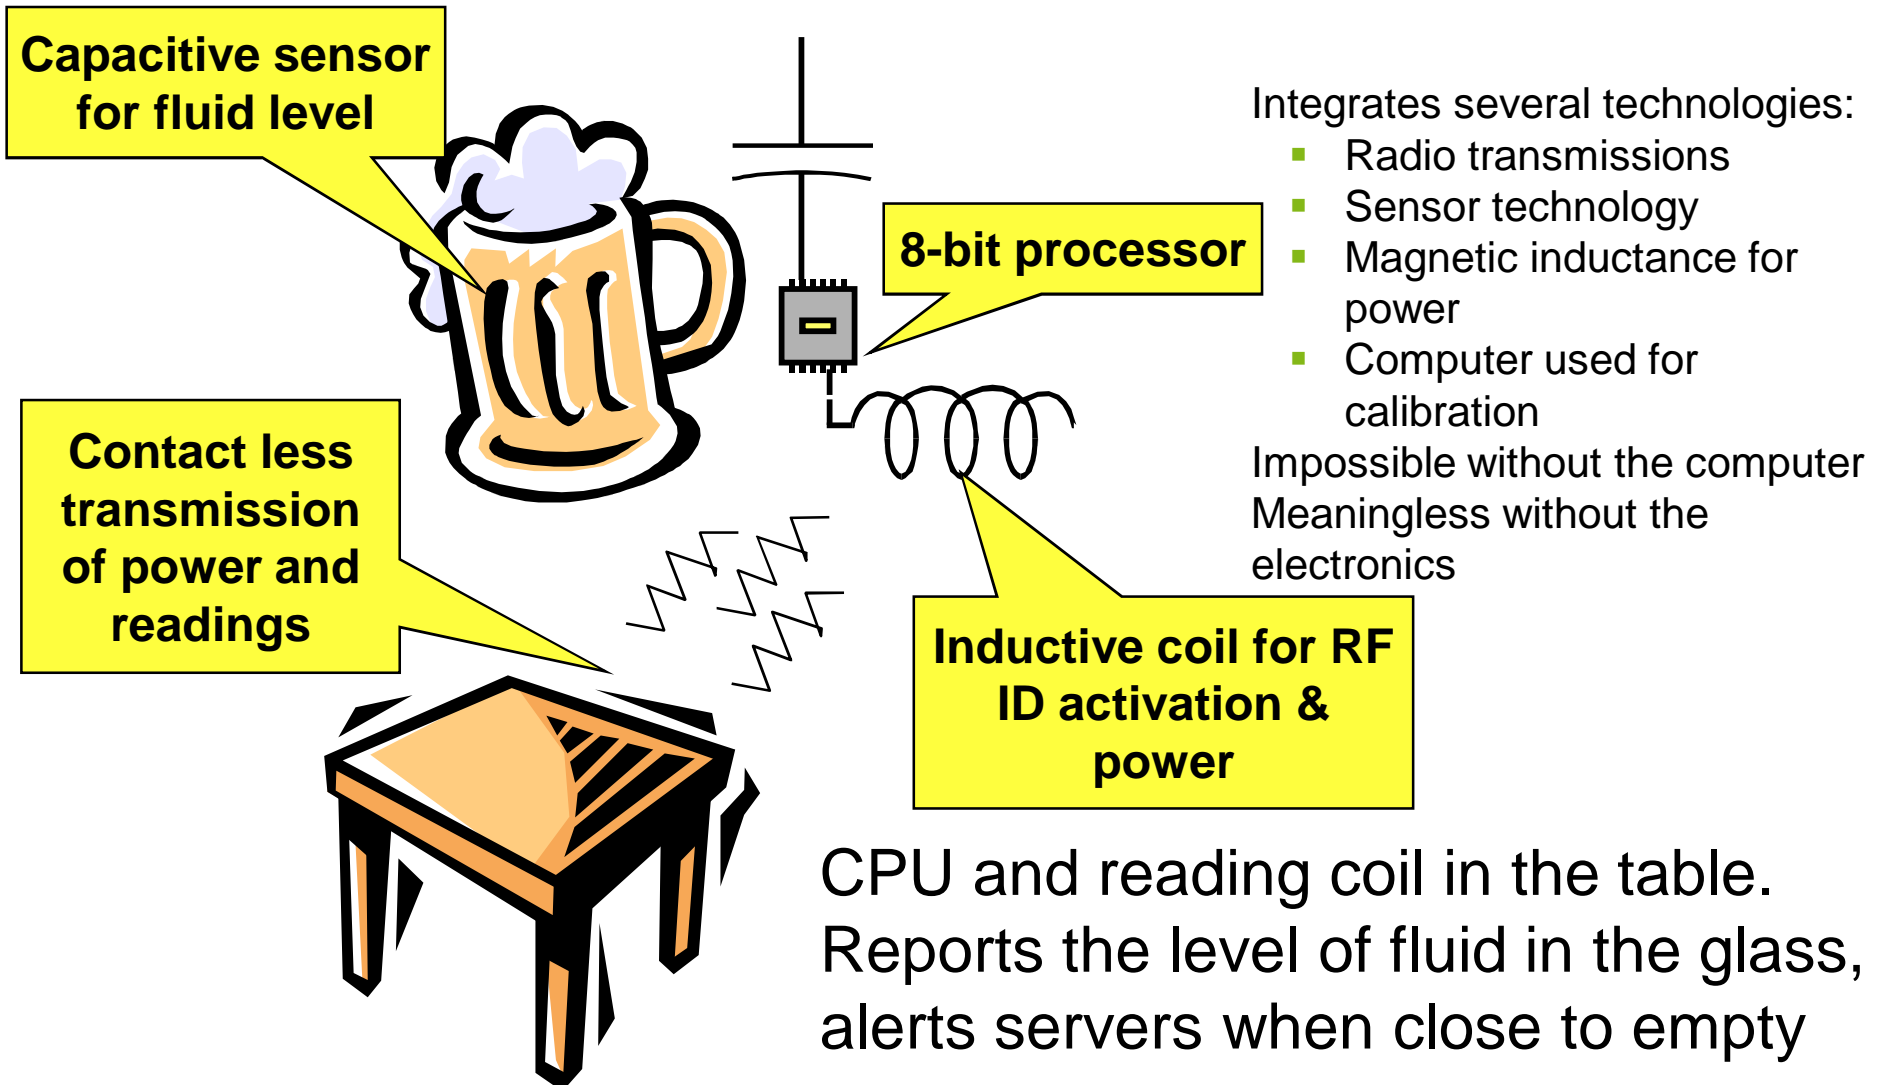 Capacitive sensor
for fluid level
8-bit processor
Integrates several technologies:
▪ Radio transmissions
▪ Sensor technology
▪ Magnetic inductance for
power
▪ Computer used for
calibration
Impossible without the computer
Meaningless without the
electronics
Contact less
transmission
of power and
readings
Inductive coil for RF
ID activation &
power
CPU and reading coil in the table.
Reports the level of fluid in the glass,
alerts servers when close to empty